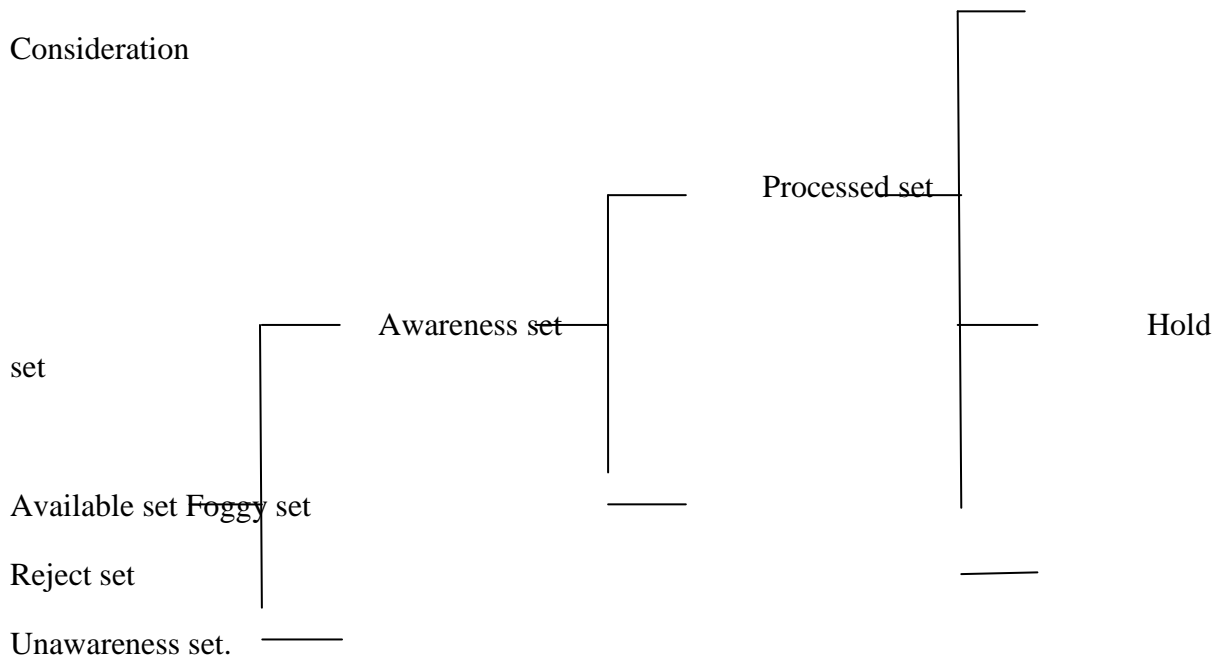 Consideration
Processed set
Awareness set Hold
set
Available set Foggy set
Reject set
Unawareness set.